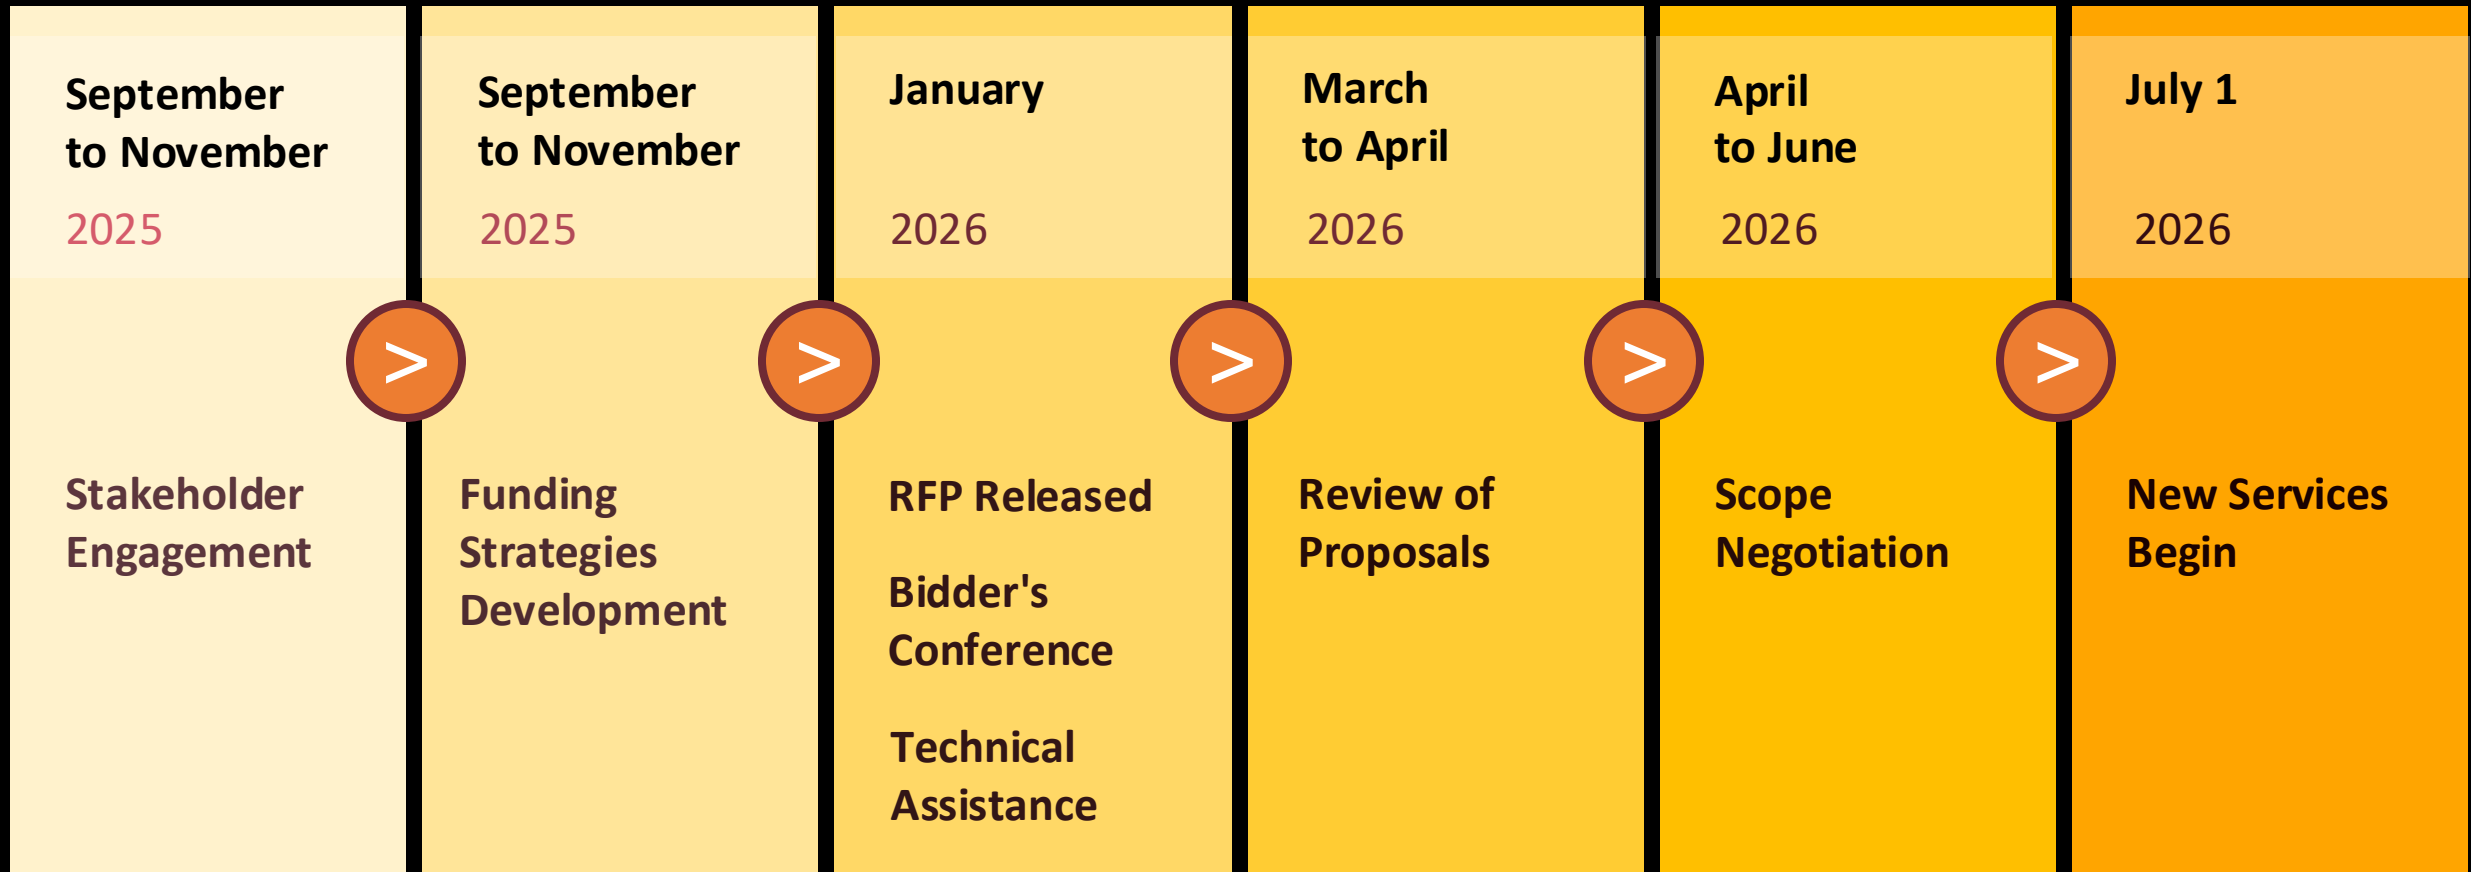 September
to November
2025
Stakeholder
Engagement
>
September
to November
2025
Funding
Strategies
Development
>
January
2026
RFP Released
Bidder's
Conference
Technical
Assistance
>
March
to April
2026
Review of
Proposals
>
April
to June
2026
Scope
Negotiation
>
July 1
2026
New Services
Begin